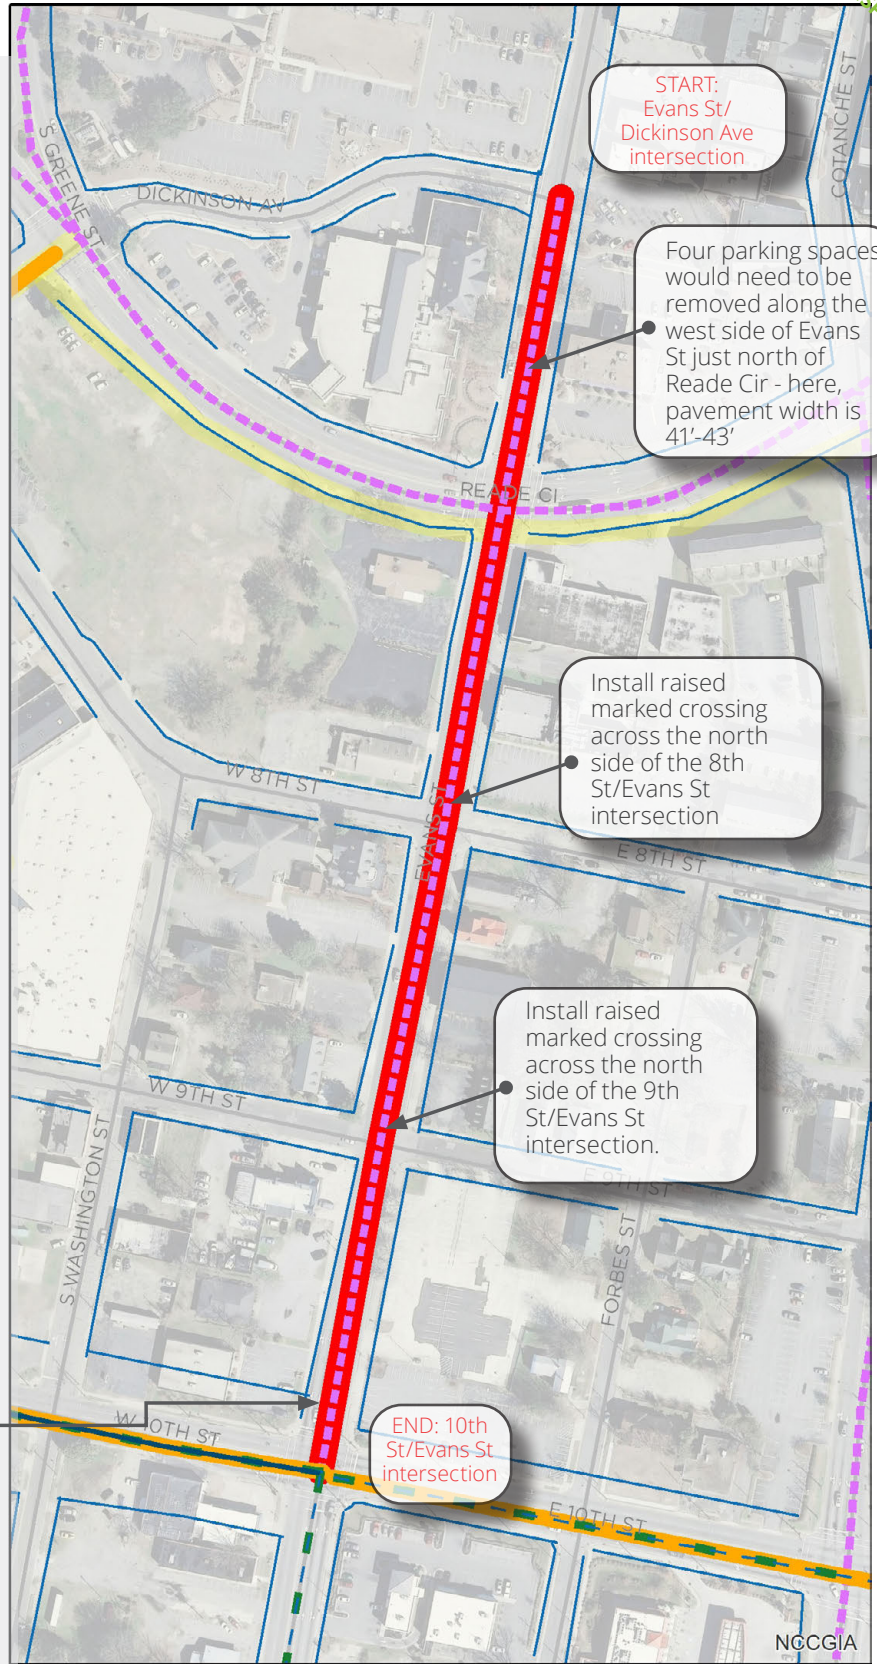 START:
Evans St/
Dickinson Ave
intersection
COTANCHE ST
S GREENE ST
DICKINSON AV
Four parking spaces
would need to be
removed along the
west side of Evans
St just north of
Reade Cir - here,
pavement width is
41'-43'
READE CI
Install raised
marked crossing
across the north
side of the 8th
St/Evans St
intersection
W 8TH ST
EVANS ST
E 8TH ST
Install raised
marked crossing
across the north
side of the 9th
St/Evans St
intersection.
W 9TH ST
E 9TH ST
S WASHINGTON ST
FORBES ST
W 10TH ST
END: 10th
St/Evans St
intersection
E 10TH ST
NCCGIA